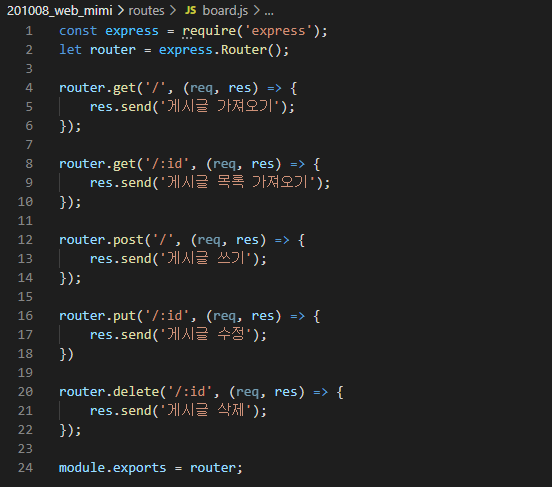 201008_web_mimi > routes > JS board.js > ...
1 const express = require('express');
2 let router = express.Router();
3
4 router.get('/', (req, res) => {
5     res.send('게시글 가져오기');
6 });
7
8 router.get('/:id', (req, res) => {
9     res.send('게시글 목록 가져오기');
10 });
11
12 router.post('/', (req, res) => {
13     res.send('게시글 쓰기');
14 });
15
16 router.put('/:id', (req, res) => {
17     res.send('게시글 수정');
18 })
19
20 router.delete('/:id', (req, res) => {
21     res.send('게시글 삭제');
22 });
23
24 module.exports = router;